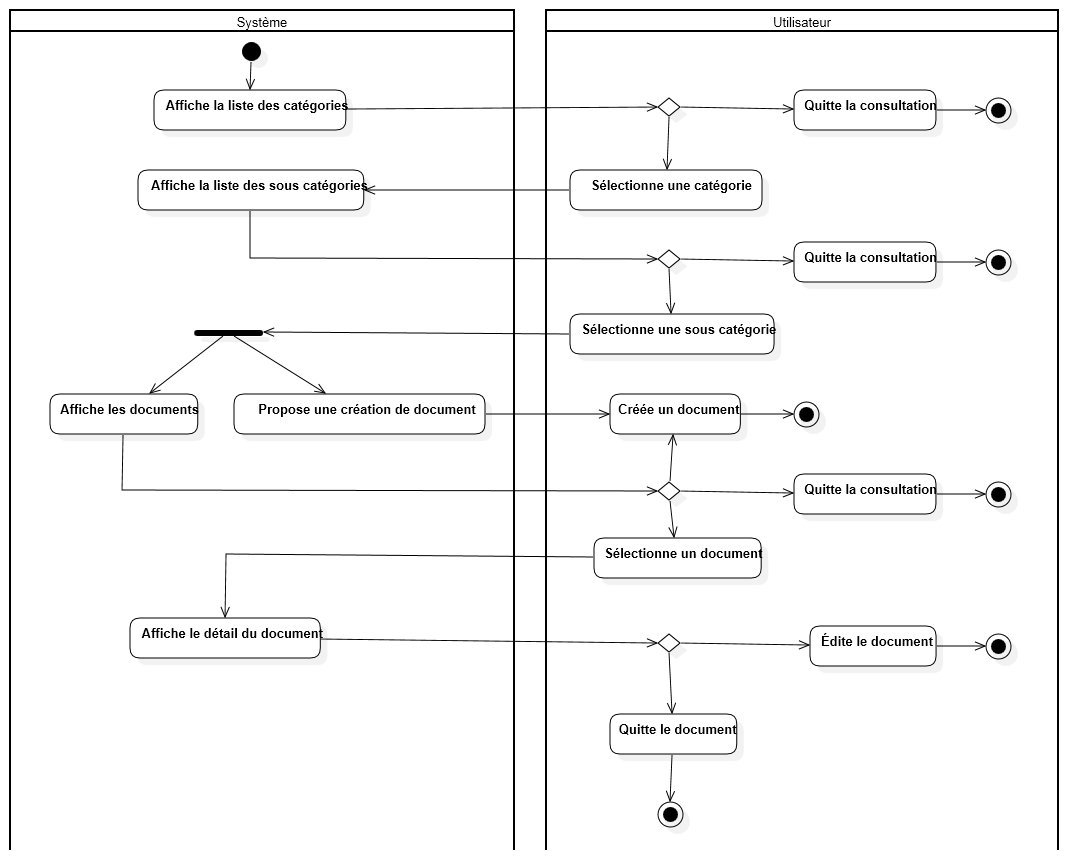 Système
Utilisateur
Affiche la liste des catégories
Quitte la consultation
Affiche la liste des sous catégories
Sélectionne une catégorie
Quitte la consultation
Sélectionne une sous catégorie
Affiche les documents
Propose une création de document
Créée un document
Quitte la consultation
Sélectionne un document
Affiche le détail du document
Édite le document
Quitte le document